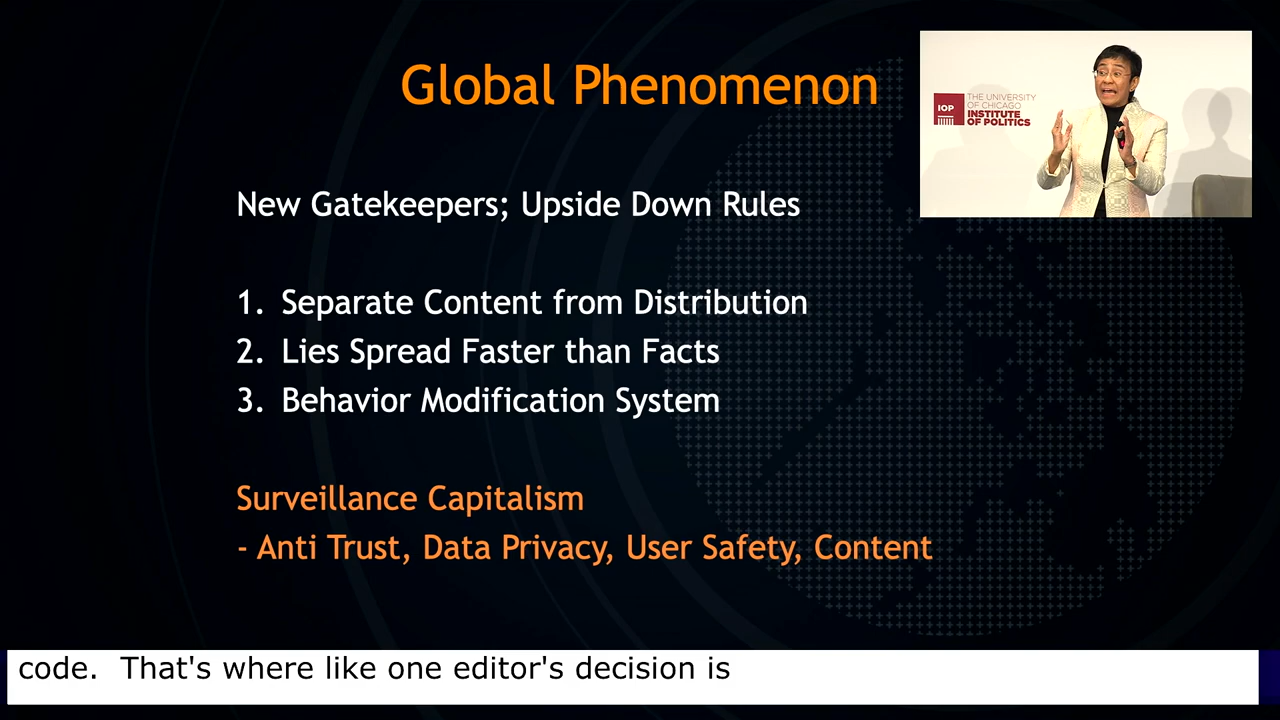 Global Phenomenon
IOP
THE UNIVERSITY
OF CHICAGO
INSTITUTE
OF POLITICS
New Gatekeepers; Upside Down Rules
1. Separate Content from Distribution
2. Lies Spread Faster than Facts
3. Behavior Modification System
Surveillance Capitalism
- Anti Trust, Data Privacy, User Safety, Content
code.  That's where like one editor's decision is